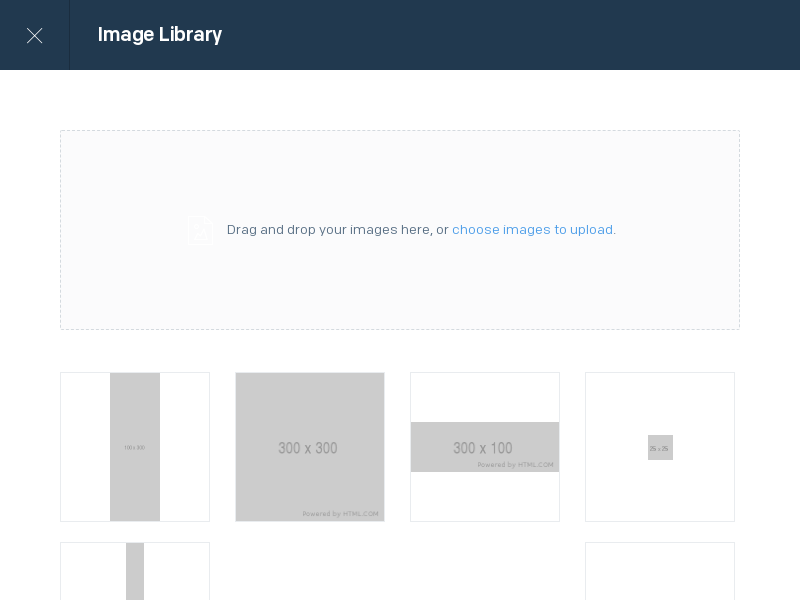 Image Library
Drag and drop your images here, or choose images to upload.
100 x 300
300 x 300
Powered by HTML.COM
300 x 100
Powered by HTML.COM
25 x 25